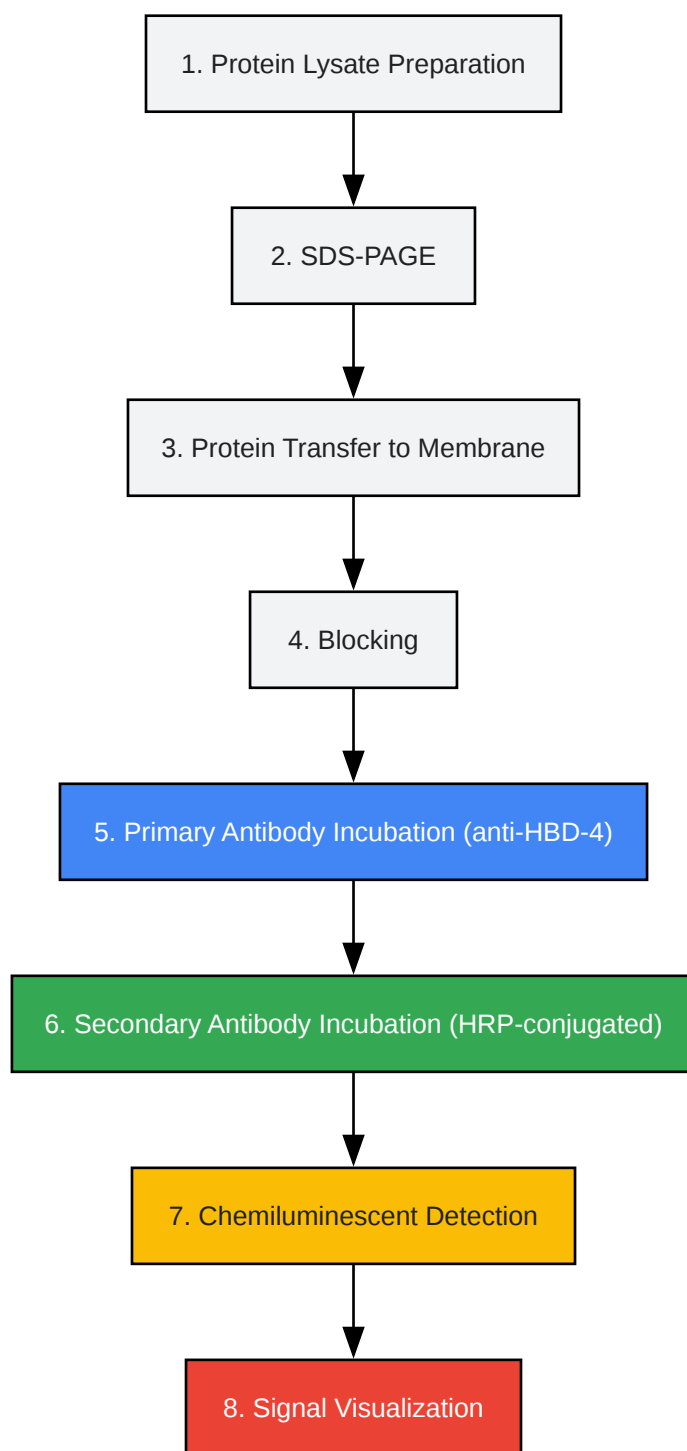 1. Protein Lysate Preparation
2. SDS-PAGE
3. Protein Transfer to Membrane
4. Blocking
5. Primary Antibody Incubation (anti-HBD-4)
6. Secondary Antibody Incubation (HRP-conjugated)
7. Chemiluminescent Detection
8. Signal Visualization